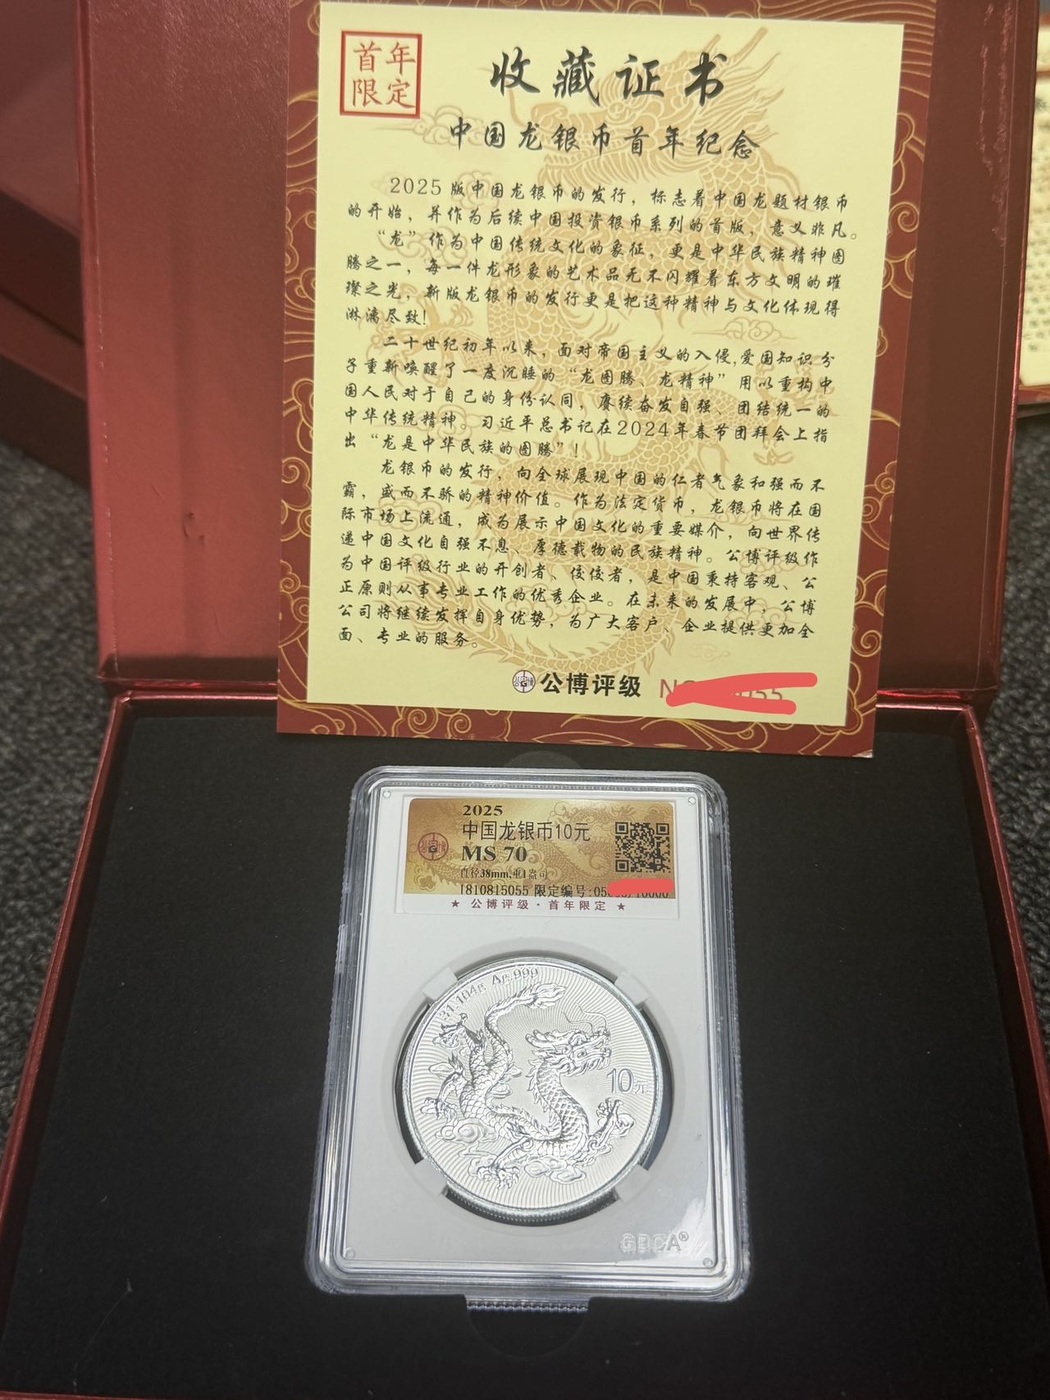 首年
限定
收藏证书
中国龙银币首年纪念
2025版中国龙银币的发行，标志着中国龙题材银币
的开始，并作为后续中国投资银币系列的首版，意义非凡。
“龙”作为中国传统文化的象征，更是中华民族精神图
腾之一，每一件龙形象的艺术品无不闪耀着东方文明的璀
璨之光，新版龙银币的发行更是把这种精神与文化体现得
淋漓尽致！
二十世纪初年以来，面对帝国主义的入侵，爱国知识分
子重新唤醒了一度沉睡的“龙图腾、龙精神”用以重构中
国人民对于自己的身份认同，赓续奋发自强、团结统一的
中华传统精神。习近平总书记在2024年春节团拜会上指
出“龙是中华民族的图腾”！
龙银币的发行，向全球展现中国的仁者气象和强而不
霸，盛而不骄的精神价值。作为法定货币，龙银币将在国
际市场上流通，成为展示中国文化的重要媒介，向世界传
递中国文化自强不息、厚德载物的民族精神。公博评级作
为中国评级行业的开创者、佼佼者，是中国秉持客观、公
正原则从事专业工作的优秀企业。在未来的发展中，公博
公司将继续发挥自身优势，为广大客户、企业提供更加全
面、专业的服务。
公博评级
2025
中国龙银币10元
MS 70
直径38mm,重1盎司
1810815055 限定编号:05
★ 公博评级·首年限定 ★
Ag.999
10元
GBCA®